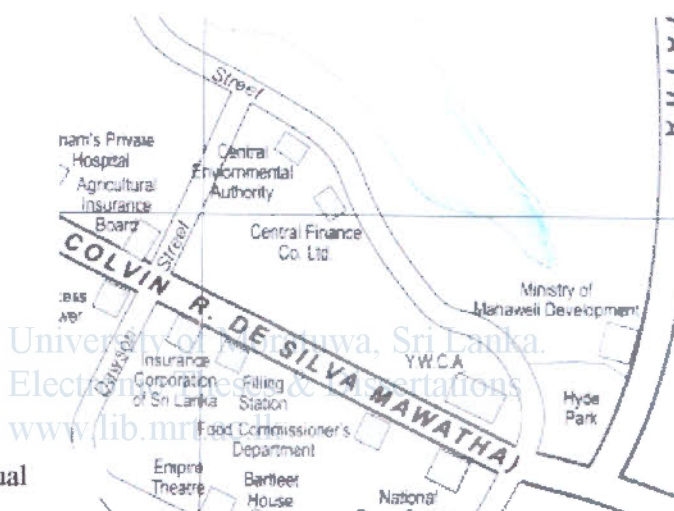 Street
nam's Private
Hospital
Agricultural
Insurance
Board
Central
Environmental
Authority
Street
Central Finance
Co. Ltd.
COLVIN R. DE SILVA MAWATHA)
Ministry of
Mahaweli Development
Insurance
Corporation
of Sri Lanka
Filling
Station
Y.W.C.A
Hyde
Park
Food Commissioner's
Department
Empire
Theatre
Bartleet
House
National
University of Moratuwa, Sri Lanka.
Electronic Theses & Dissertations
www.lib.mrt.ac.lk
ual